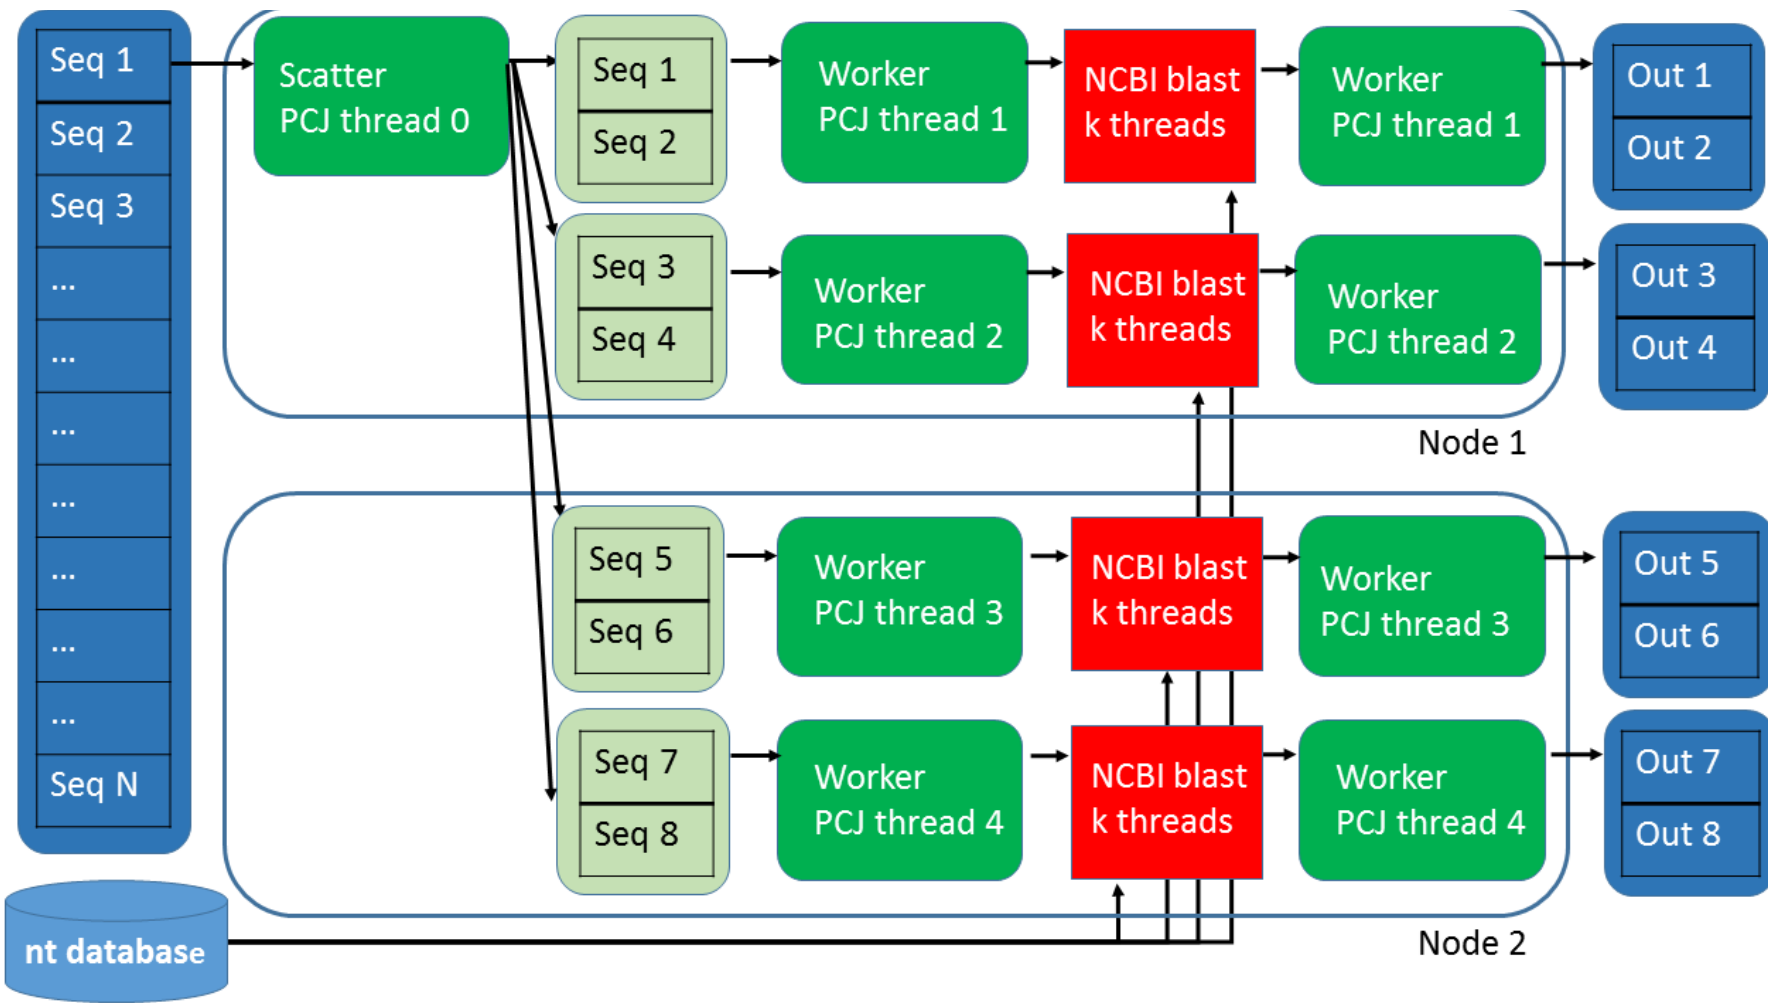 Seq 1
Seq 2
Seq 3
...
...
...
...
...
...
...
Seq N
nt database
Scatter
PCJ thread 0
Seq 1
Seq 2
Worker
PCJ thread 1
NCBI blast
k threads
Worker
PCJ thread 1
Out 1
Out 2
Seq 3
Seq 4
Worker
PCJ thread 2
NCBI blast
k threads
Worker
PCJ thread 2
Out 3
Out 4
Node 1
Seq 5
Seq 6
Worker
PCJ thread 3
NCBI blast
k threads
Worker
PCJ thread 3
Out 5
Out 6
Seq 7
Seq 8
Worker
PCJ thread 4
NCBI blast
k threads
Worker
PCJ thread 4
Out 7
Out 8
Node 2